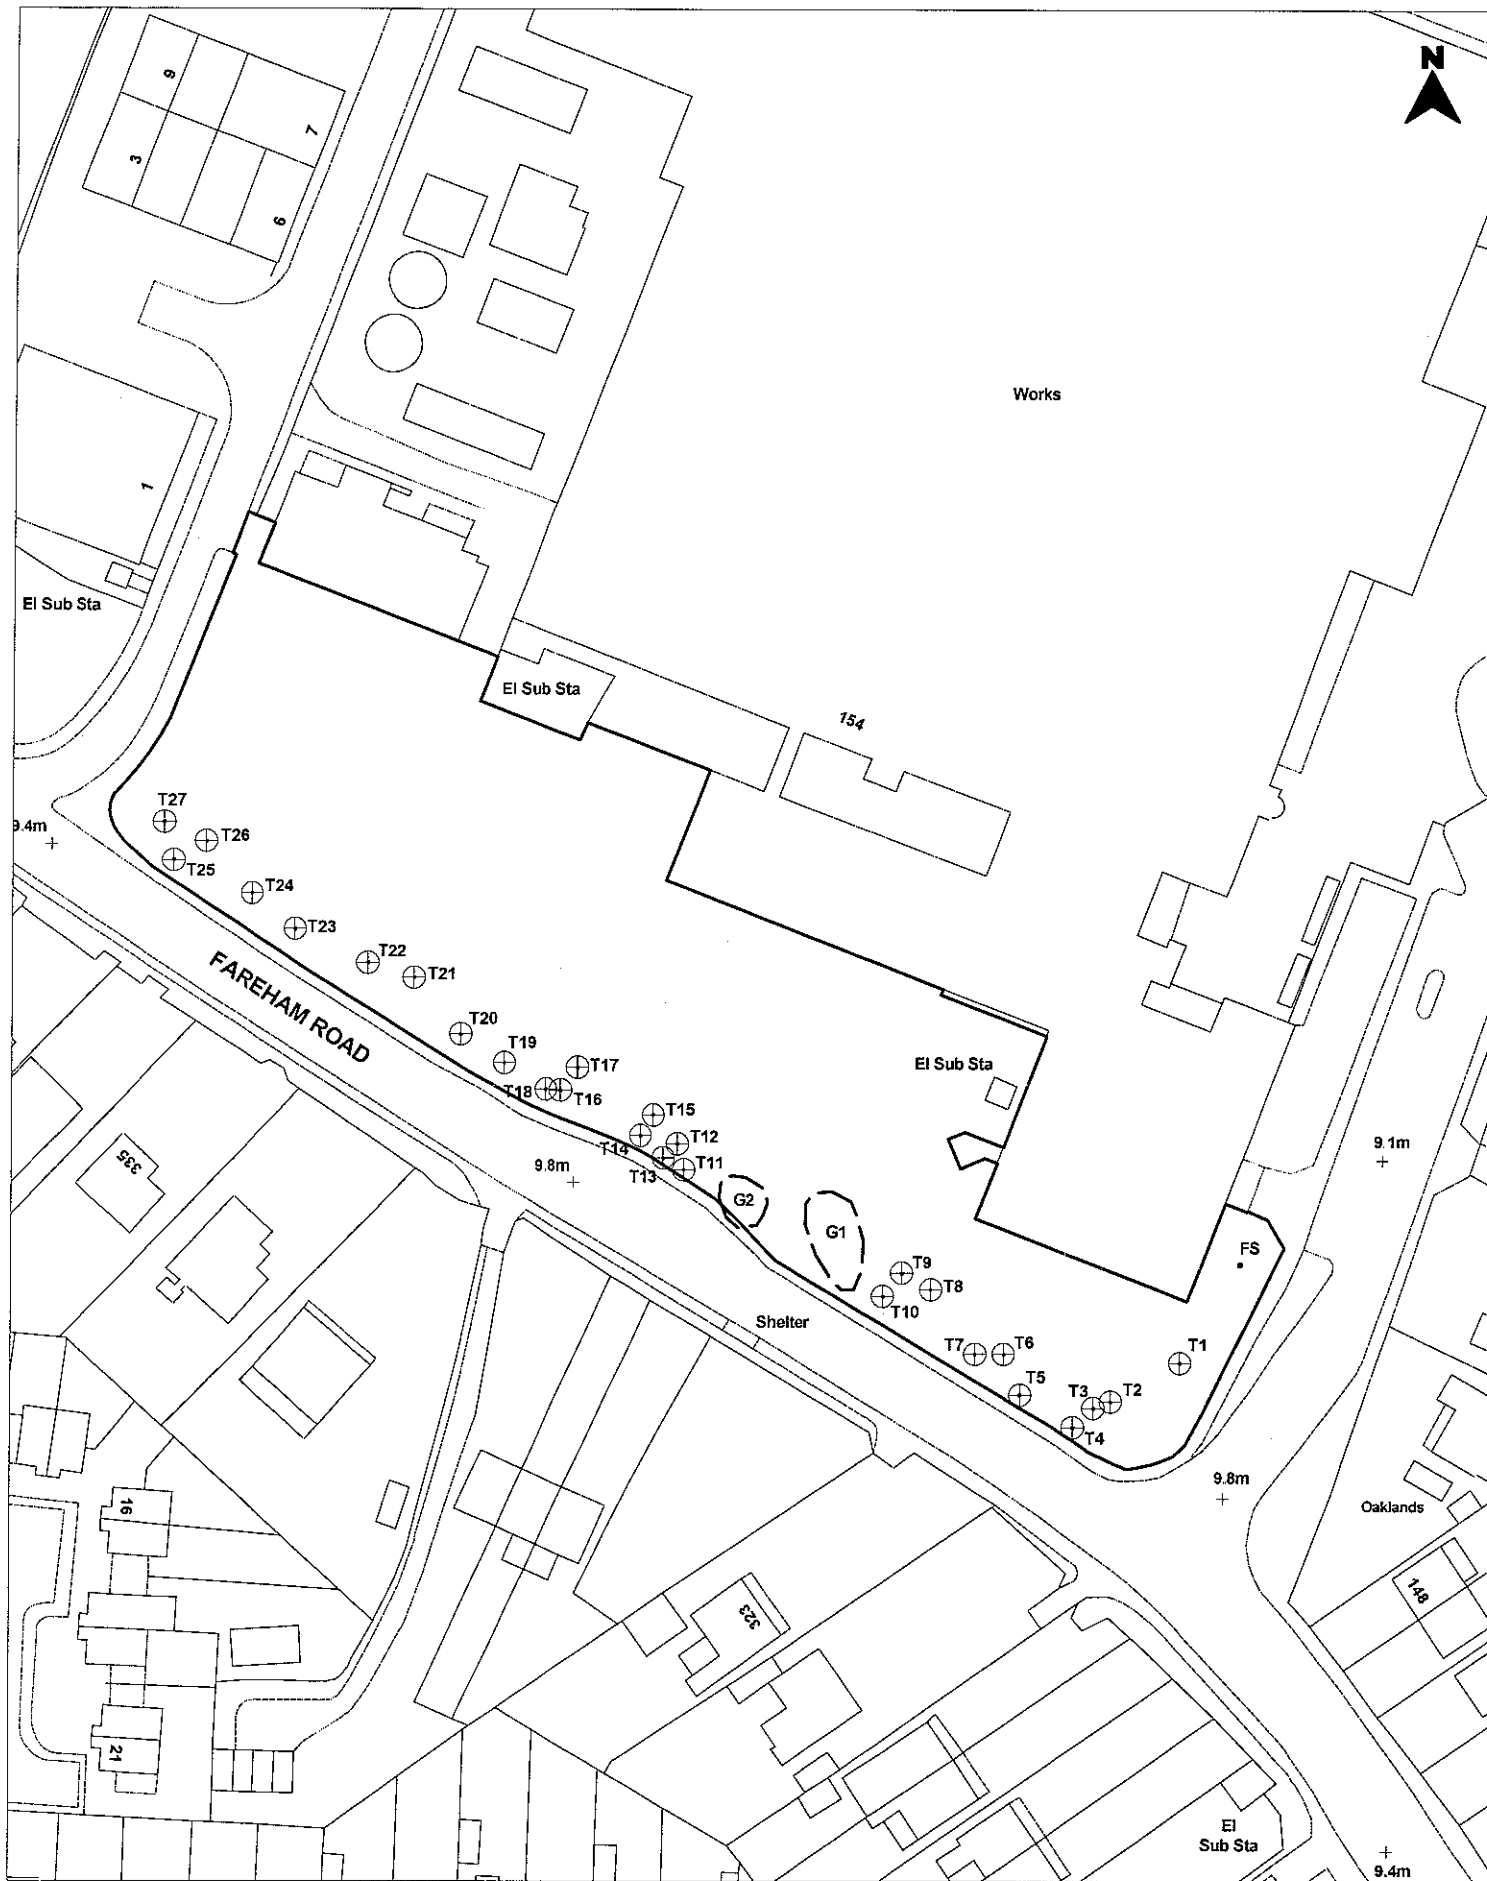 N
9
7
3
6
Works
1
El Sub Sta
El Sub Sta
154
T27
9.4m
T26
T25
T24
T23
T22
T21
FAREHAM ROAD
T20
T19
T17
T18
T16
El Sub Sta
T15
T12
T14
T13
T11
9.8m
9.1m
335
G2
G1
FS
T9
T8
T10
Shelter
T7
T6
T1
T5
T3
T2
T4
9.8m
16
Oaklands
148
323
21
El
Sub Sta
9.4m